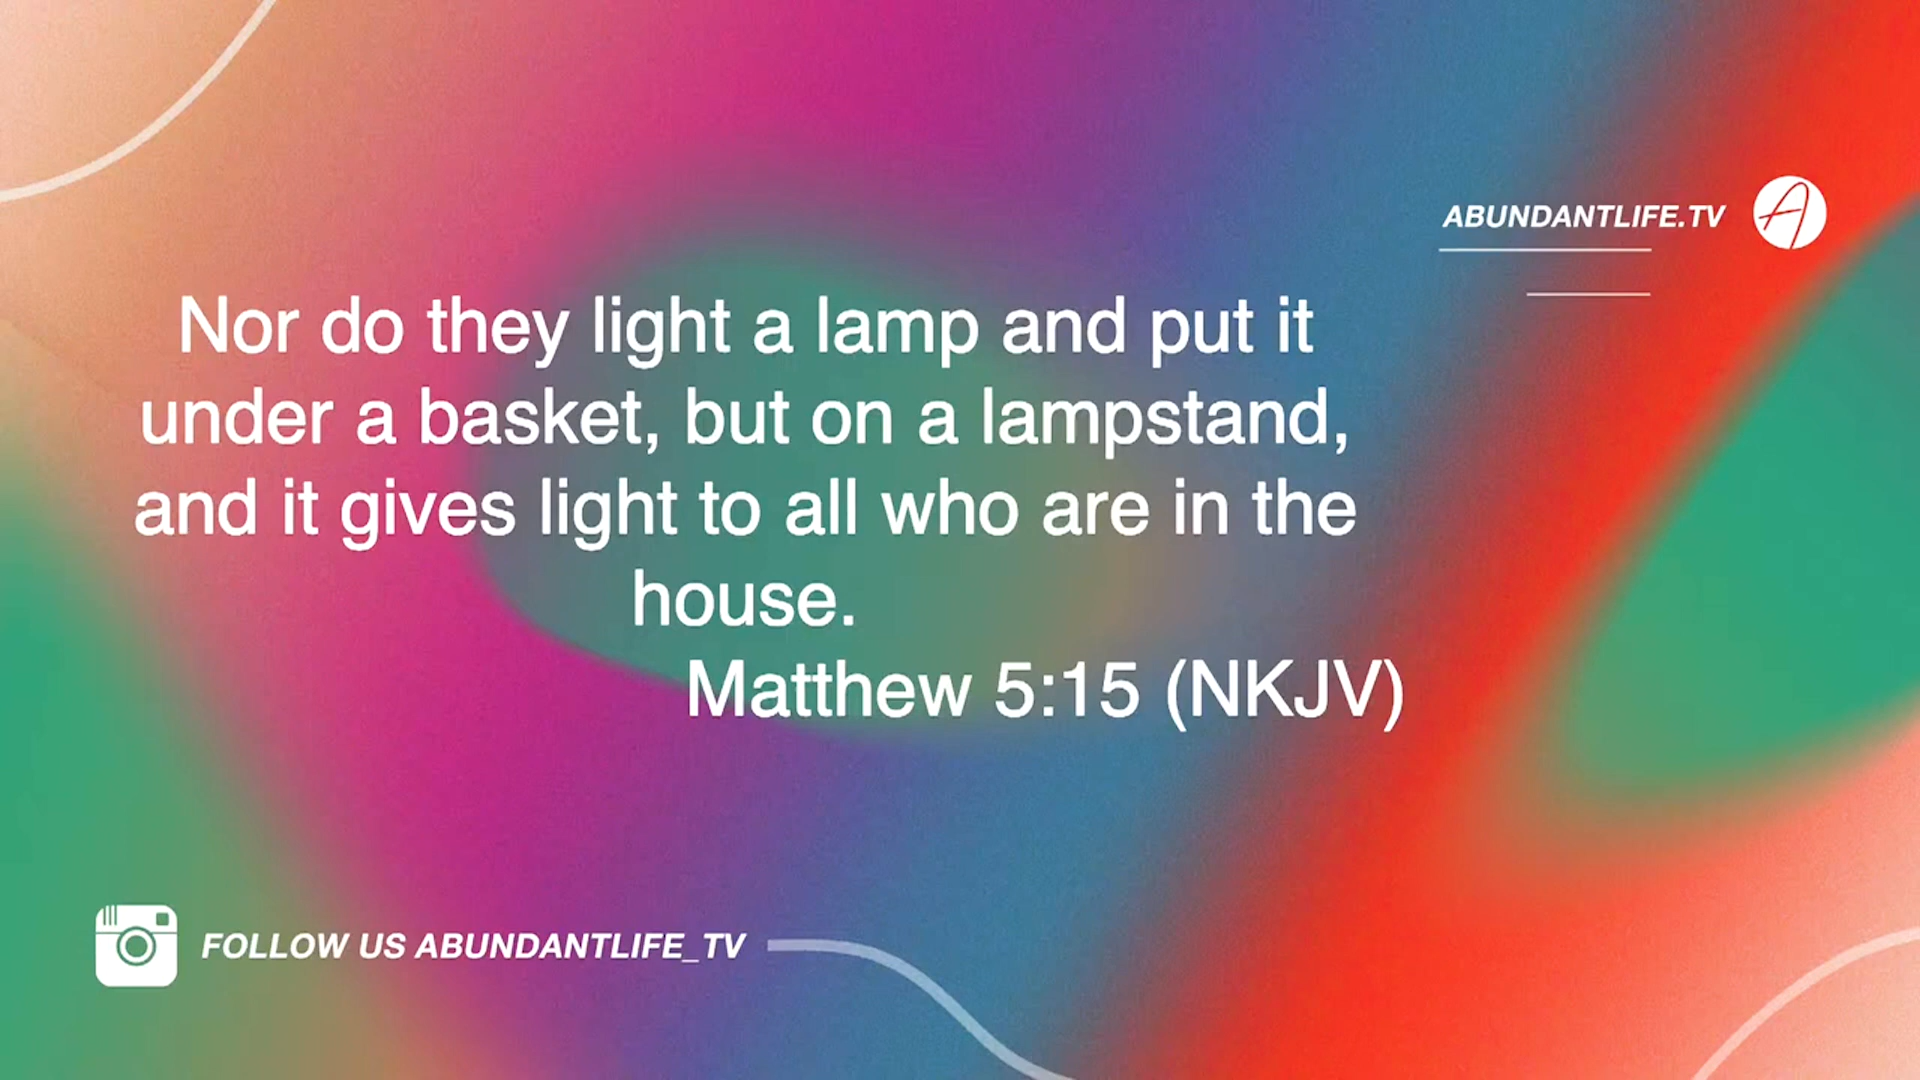 ABUNDANTLIFE.TV
Nor do they light a lamp and put it
under a basket, but on a lampstand,
and it gives light to all who are in the
house.
Matthew 5:15 (NKJV)
FOLLOW US ABUNDANTLIFE_TV